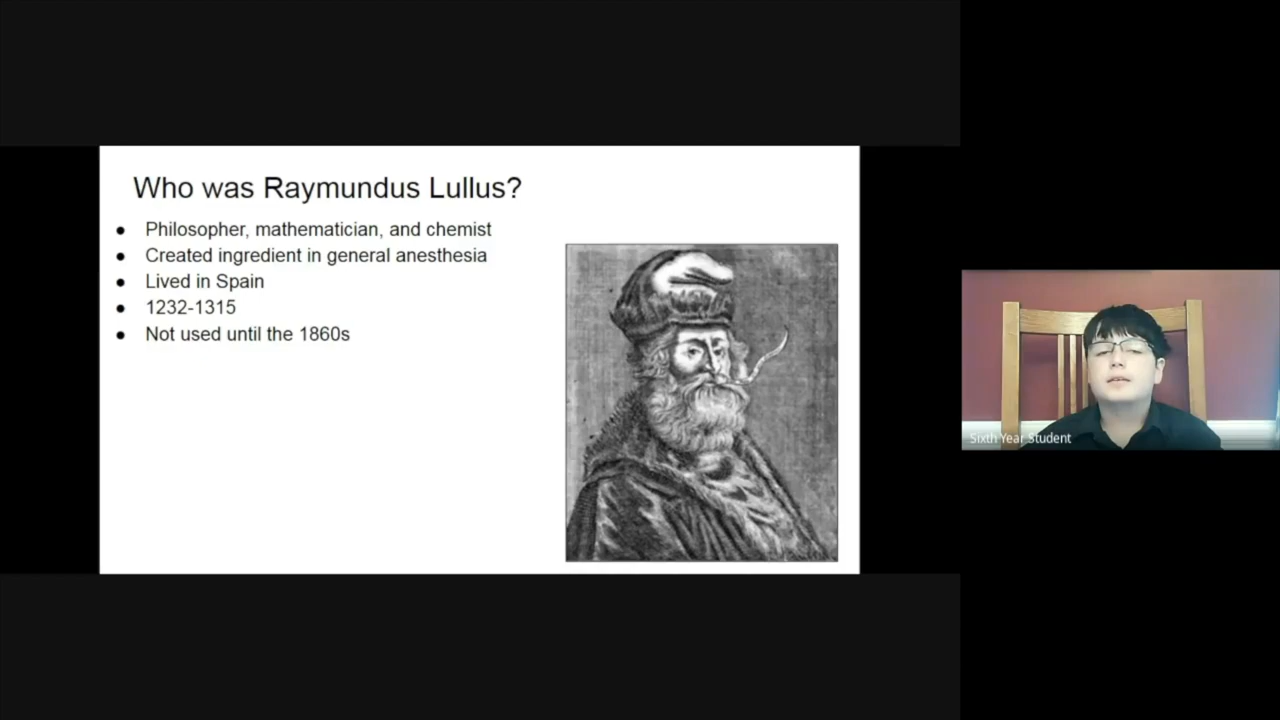 Who was Raymundus Lullus?
● Philosopher, mathematician, and chemist
● Created ingredient in general anesthesia
● Lived in Spain
● 1232-1315
● Not used until the 1860s
Sixth Year Student